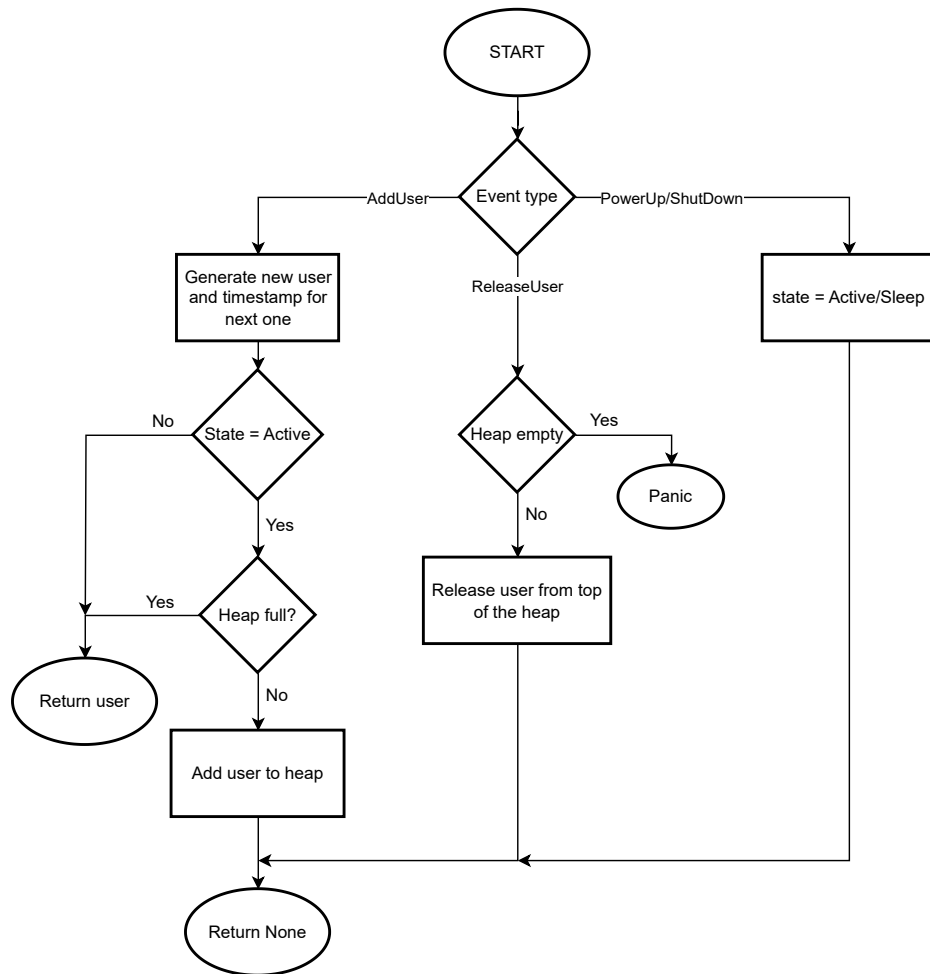 START
Event type
AddUser
PowerUp/ShutDown
ReleaseUser
Generate new user
and timestamp for
next one
state = Active/Sleep
No
State = Active
Yes
Heap empty
Yes
Panic
No
Yes
Heap full?
Release user from top
of the heap
Return user
No
Add user to heap
Return None